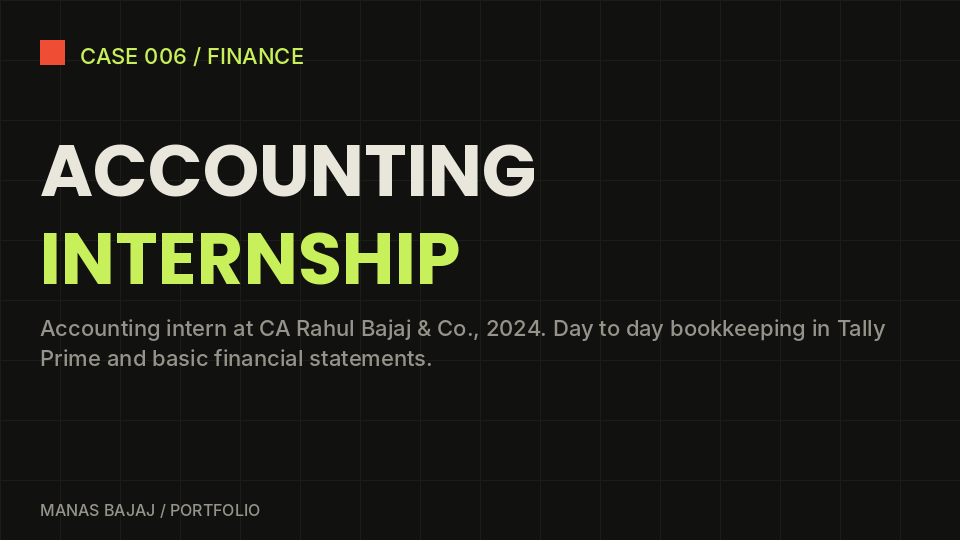 CASE 006 / FINANCE
ACCOUNTING
INTERNSHIP
Accounting intern at CA Rahul Bajaj & Co., 2024. Day to day bookkeeping in Tally
Prime and basic financial statements.
MANAS BAJAJ / PORTFOLIO